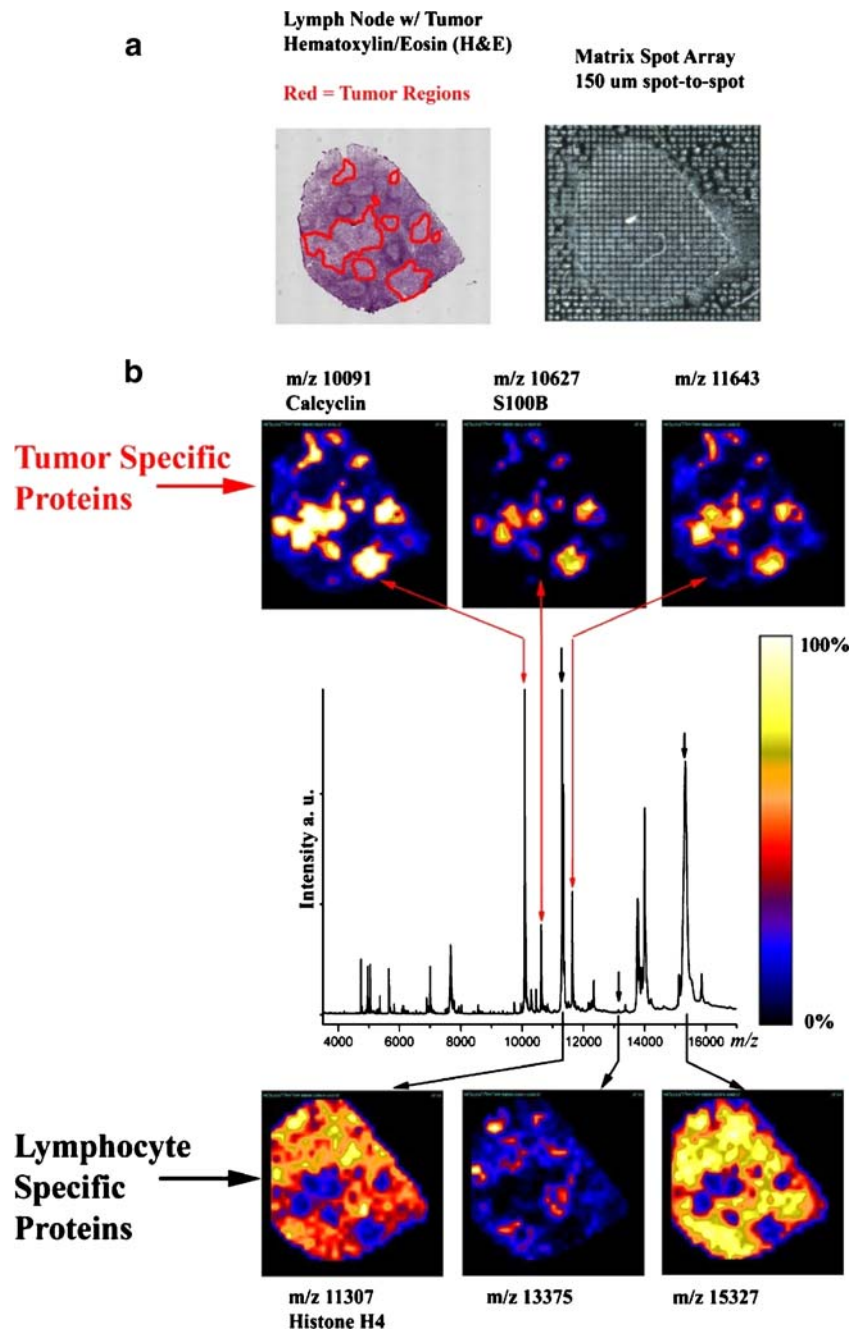 a
Lymph Node w/ Tumor
Hematoxylin/Eosin (H&E)
Red = Tumor Regions
Matrix Spot Array
150 um spot-to-spot
b
m/z 10091
Calcyclin
m/z 10627
S100B
m/z 11643
Tumor Specific
Proteins
100%
0%
Intensity a. u.
4000 6000 8000 10000 12000 14000 16000 m/z
Lymphocyte
Specific
Proteins
m/z 11307
Histone H4
m/z 13375
m/z 15327